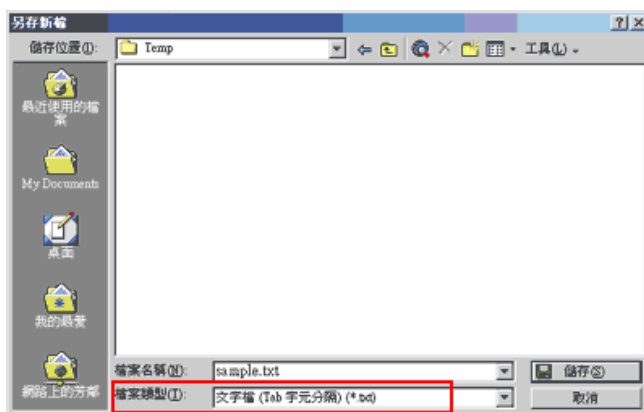 另存新檔
儲存位置(I):
Temp
工具(L)
最近使用的檔
案
My Documents
桌面
我的最愛
網路上的芳鄰
檔案名稱(N):
sample.txt
儲存(S)
檔案類型(T):
文字檔 (Tab 字元分隔) (*.txt)
取消